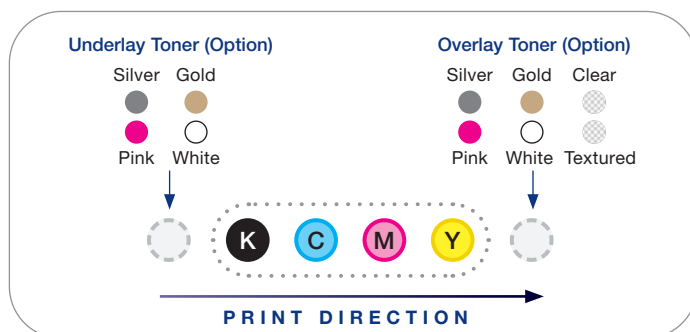 Underlay Toner (Option)
Silver Gold
Pink White
Overlay Toner (Option)
Silver Gold Clear
Pink White Textured
K C M Y
PRINT DIRECTION